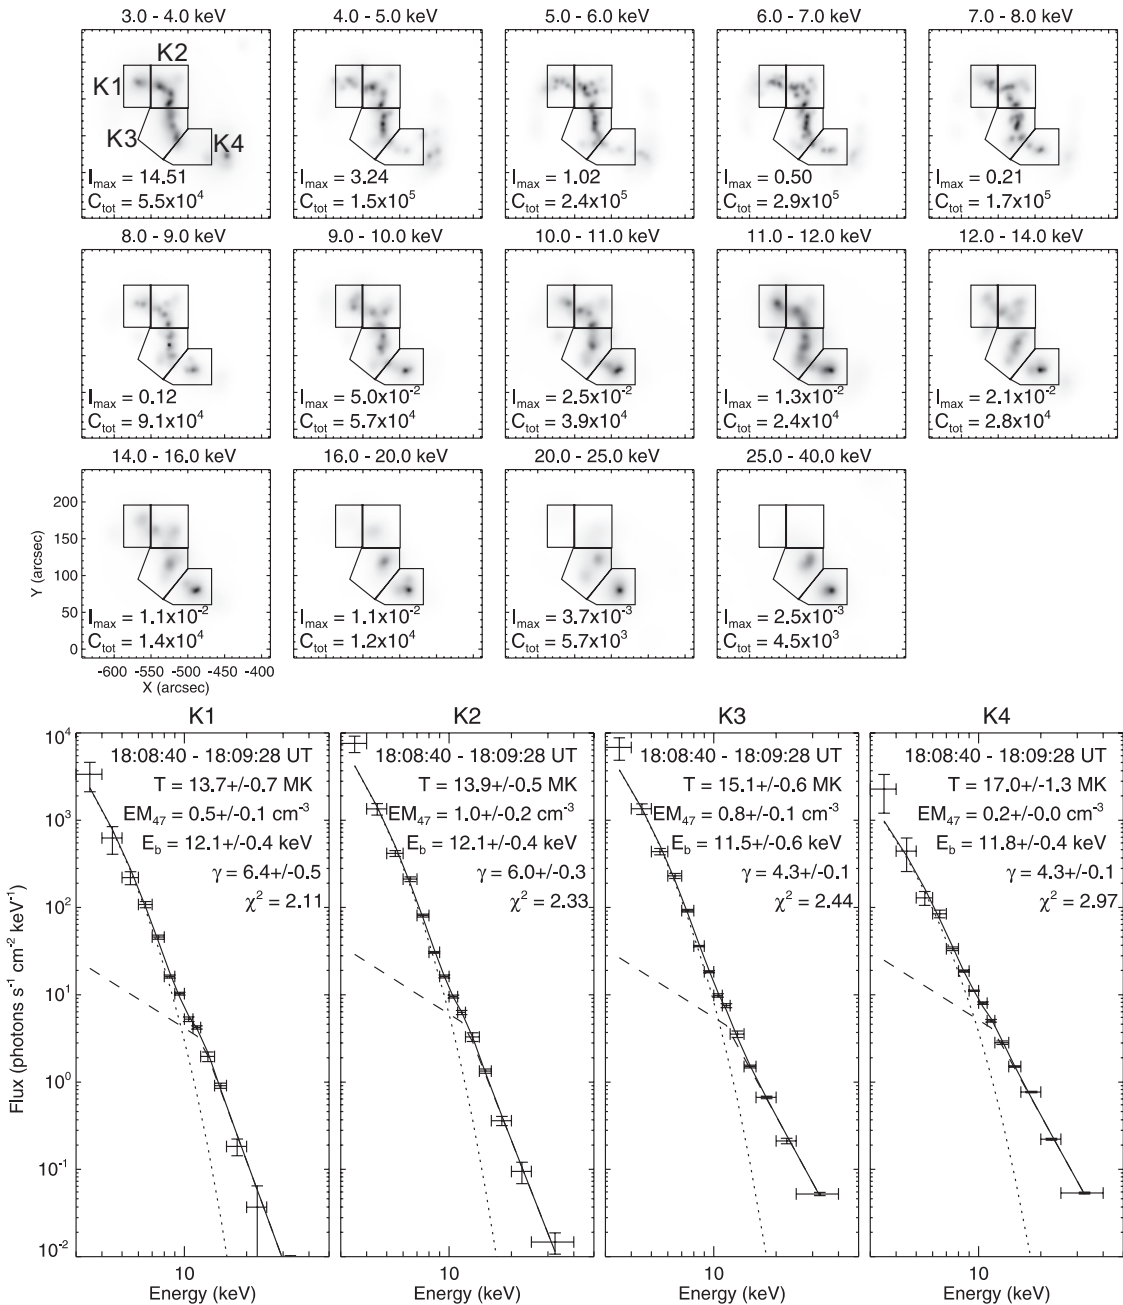 3.0 - 4.0 keV
4.0 - 5.0 keV
5.0 - 6.0 keV
6.0 - 7.0 keV
7.0 - 8.0 keV
K1
K2
K3
K4
I_max = 14.51
C_tot = 5.5x10^4
I_max = 3.24
C_tot = 1.5x10^5
I_max = 1.02
C_tot = 2.4x10^5
I_max = 0.50
C_tot = 2.9x10^5
I_max = 0.21
C_tot = 1.7x10^5
8.0 - 9.0 keV
9.0 - 10.0 keV
10.0 - 11.0 keV
11.0 - 12.0 keV
12.0 - 14.0 keV
I_max = 0.12
C_tot = 9.1x10^4
I_max = 5.0x10^-2
C_tot = 5.7x10^4
I_max = 2.5x10^-2
C_tot = 3.9x10^4
I_max = 1.3x10^-2
C_tot = 2.4x10^4
I_max = 2.1x10^-2
C_tot = 2.8x10^4
14.0 - 16.0 keV
16.0 - 20.0 keV
20.0 - 25.0 keV
25.0 - 40.0 keV
Y (arcsec)
200
150
100
50
0
I_max = 1.1x10^-2
C_tot = 1.4x10^4
I_max = 1.1x10^-2
C_tot = 1.2x10^4
I_max = 3.7x10^-3
C_tot = 5.7x10^3
I_max = 2.5x10^-3
C_tot = 4.5x10^3
-600 -550 -500 -450 -400
X (arcsec)
Flux (photons s^-1 cm^-2 keV^-1)
10^4
10^3
10^2
10^1
10^0
10^-1
10^-2
K1
18:08:40 - 18:09:28 UT
T = 13.7+/-0.7 MK
EM_47 = 0.5+/-0.1 cm^-3
E_b = 12.1+/-0.4 keV
γ = 6.4+/-0.5
χ^2 = 2.11
10
Energy (keV)
K2
18:08:40 - 18:09:28 UT
T = 13.9+/-0.5 MK
EM_47 = 1.0+/-0.2 cm^-3
E_b = 12.1+/-0.4 keV
γ = 6.0+/-0.3
χ^2 = 2.33
10
Energy (keV)
K3
18:08:40 - 18:09:28 UT
T = 15.1+/-0.6 MK
EM_47 = 0.8+/-0.1 cm^-3
E_b = 11.5+/-0.6 keV
γ = 4.3+/-0.1
χ^2 = 2.44
10
Energy (keV)
K4
18:08:40 - 18:09:28 UT
T = 17.0+/-1.3 MK
EM_47 = 0.2+/-0.0 cm^-3
E_b = 11.8+/-0.4 keV
γ = 4.3+/-0.1
χ^2 = 2.97
10
Energy (keV)